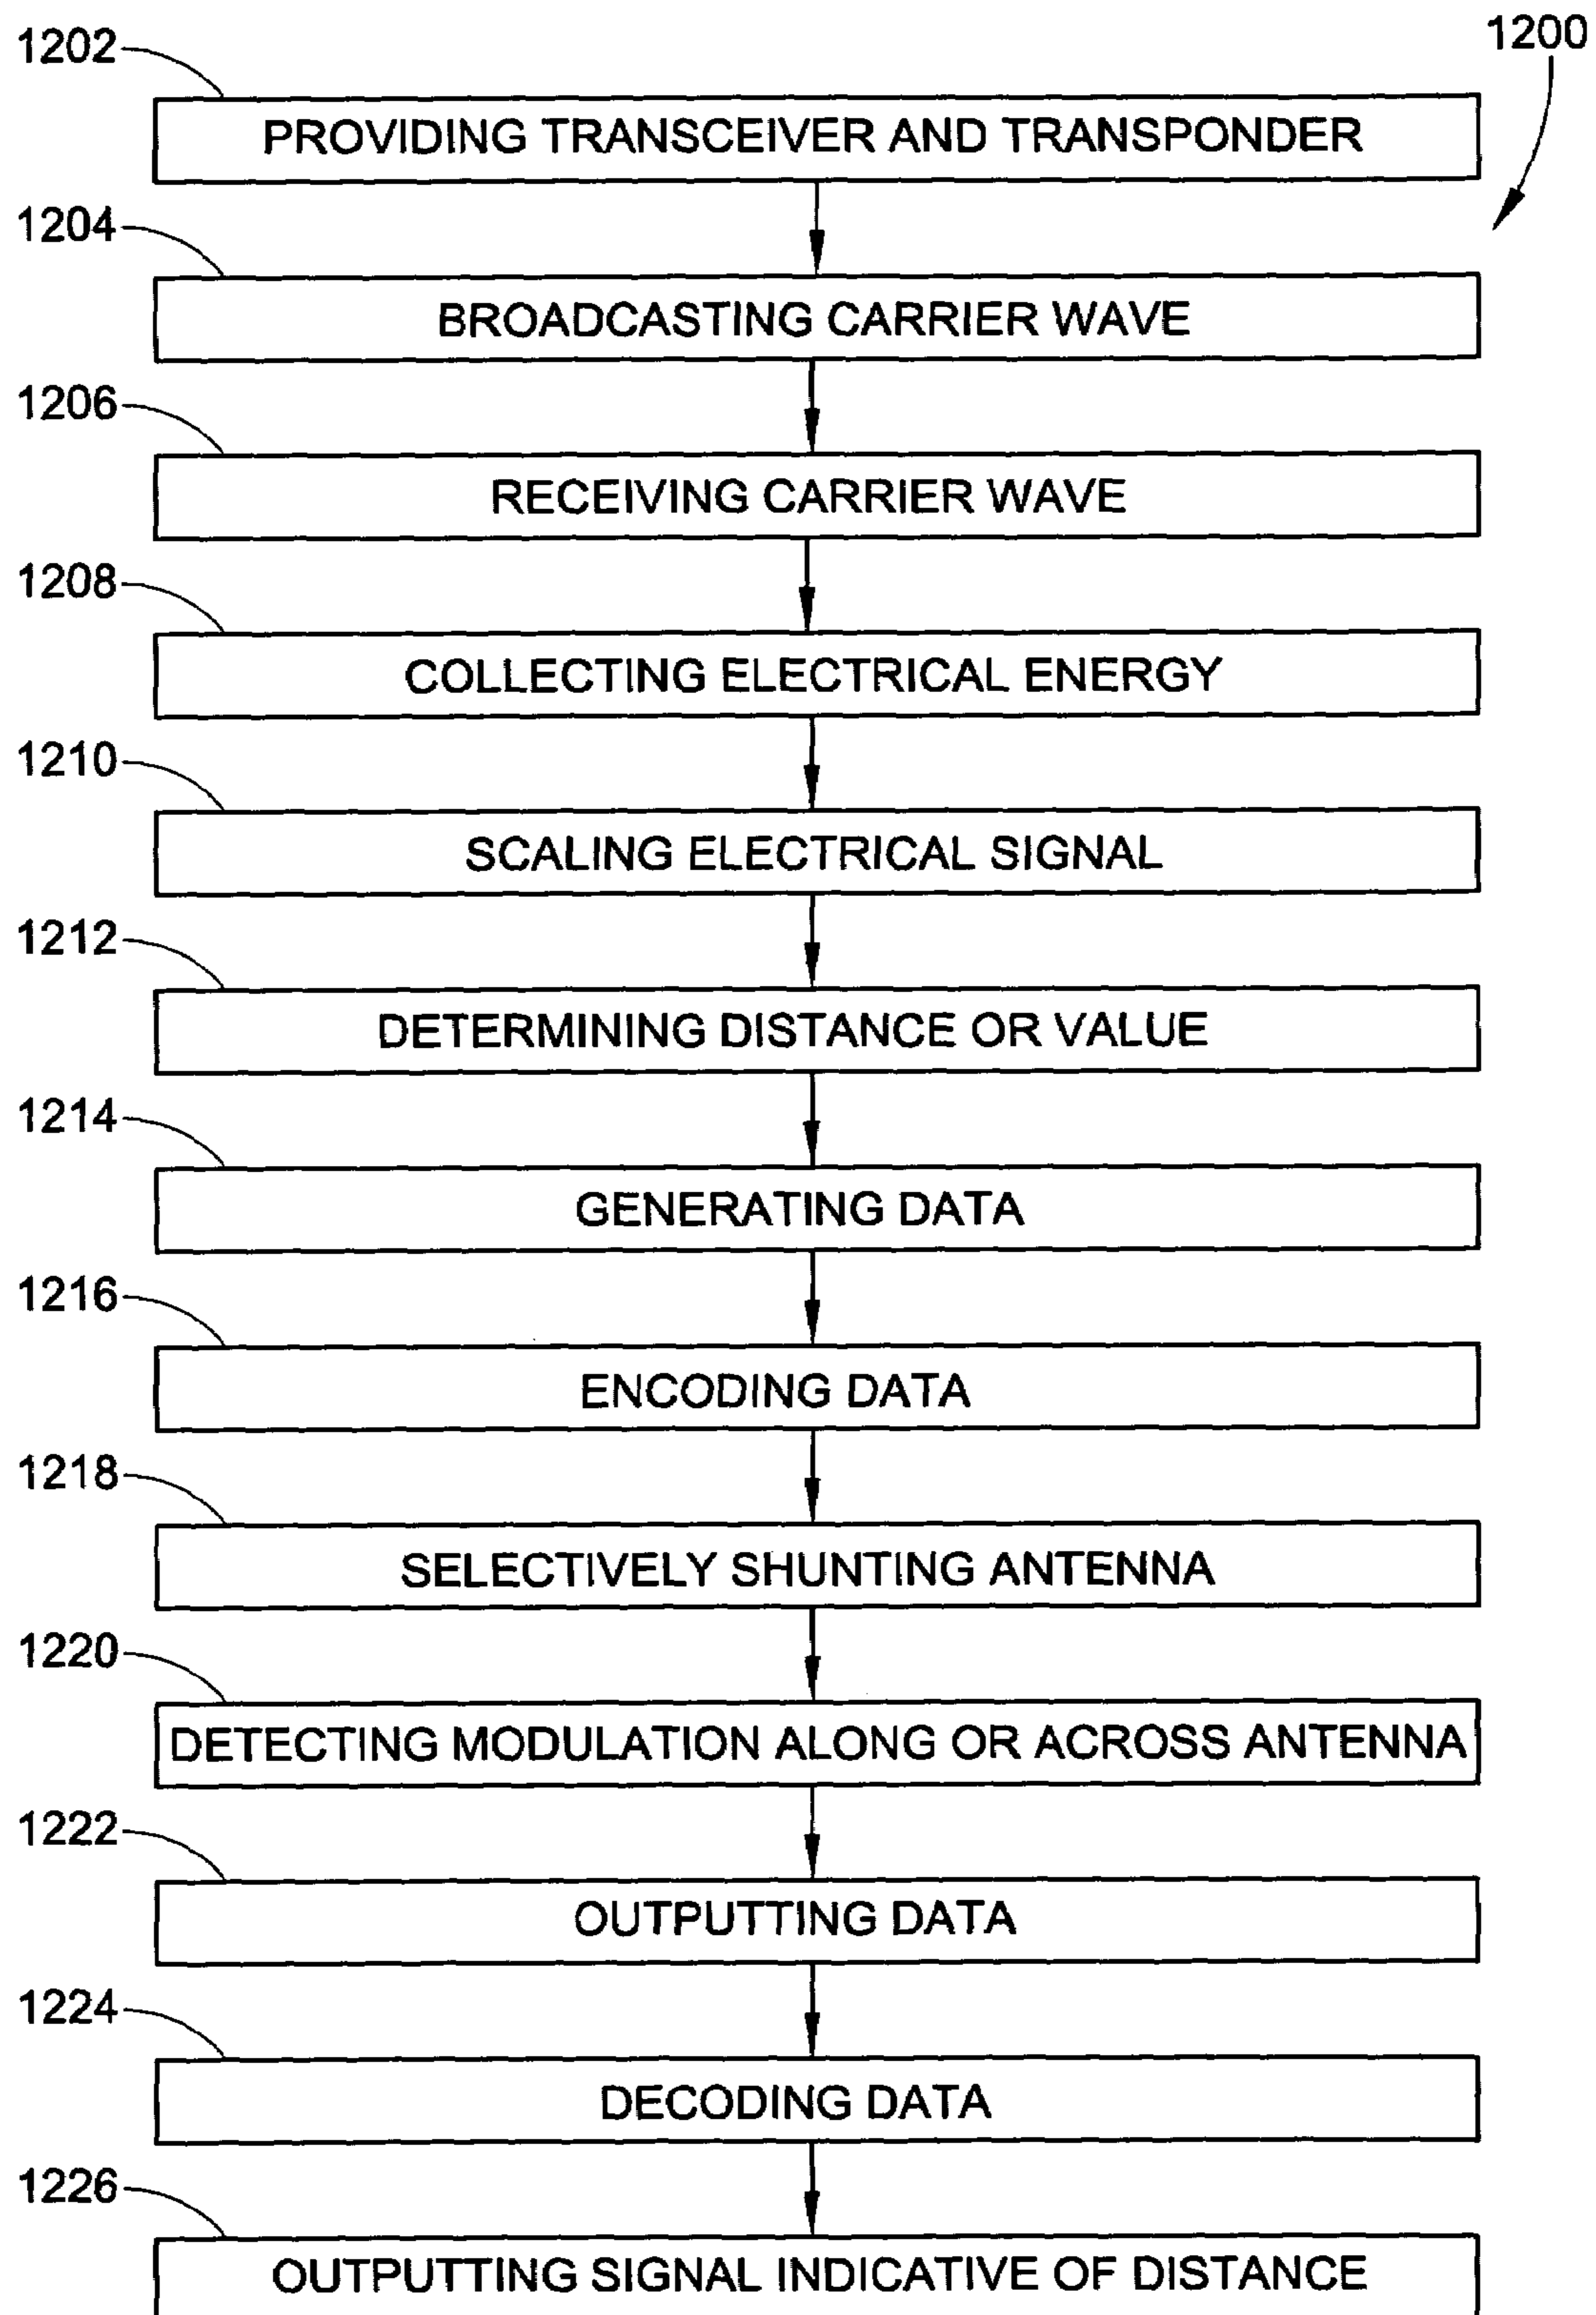 1200
1202
PROVIDING TRANSCEIVER AND TRANSPONDER
1204
BROADCASTING CARRIER WAVE
1206
RECEIVING CARRIER WAVE
1208
COLLECTING ELECTRICAL ENERGY
1210
SCALING ELECTRICAL SIGNAL
1212
DETERMINING DISTANCE OR VALUE
1214
GENERATING DATA
1216
ENCODING DATA
1218
SELECTIVELY SHUNTING ANTENNA
1220
DETECTING MODULATION ALONG OR ACROSS ANTENNA
1222
OUTPUTTING DATA
1224
DECODING DATA
1226
OUTPUTTING SIGNAL INDICATIVE OF DISTANCE